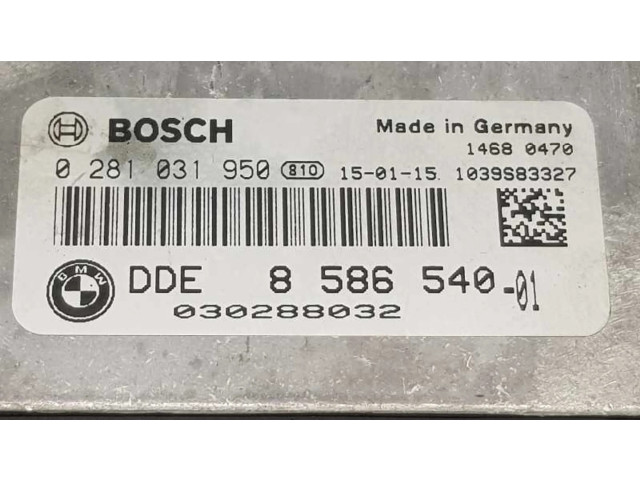 BOSCH Made in Germany
1468 0470
0 281 031 950 810 15-01-15. 1039S83327
BMW DDE 8 586 540-01
030288032